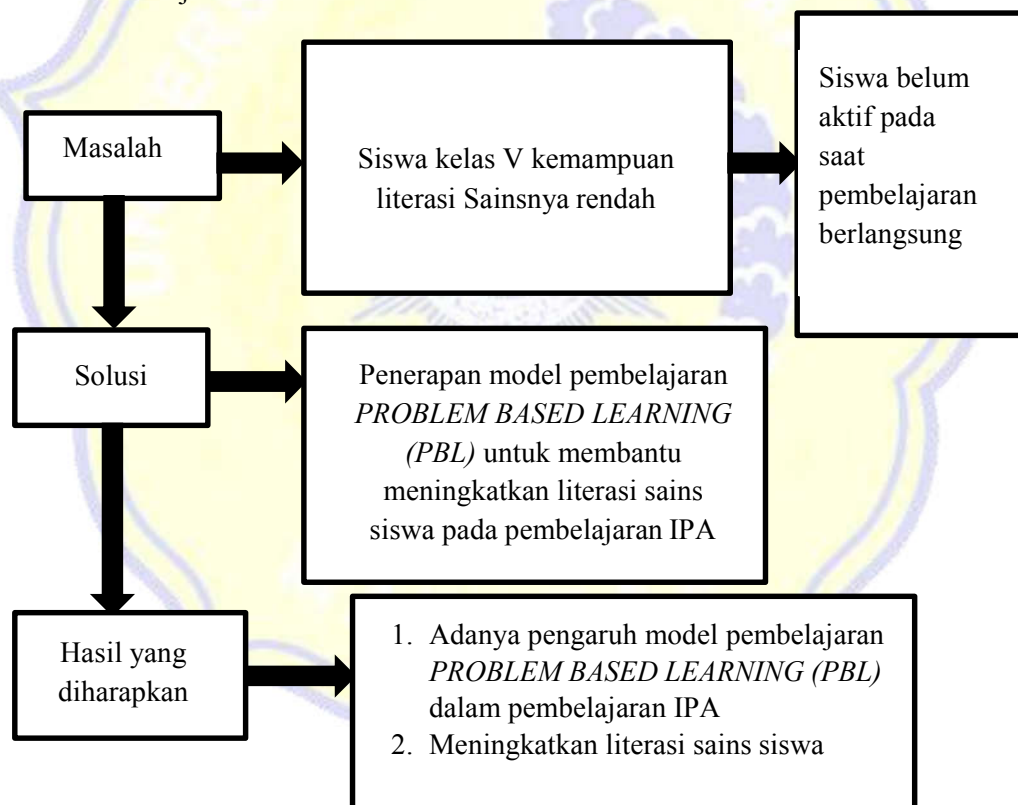 Masalah
Siswa kelas V kemampuan
literasi Sainsnya rendah
Siswa belum
aktif pada
saat
pembelajaran
berlangsung
Solusi
Penerapan model pembelajaran
PROBLEM BASED LEARNING
(PBL) untuk membantu
meningkatkan literasi sains
siswa pada pembelajaran IPA
Hasil yang
diharapkan
1. Adanya pengaruh model pembelajaran
PROBLEM BASED LEARNING (PBL)
dalam pembelajaran IPA
2. Meningkatkan literasi sains siswa